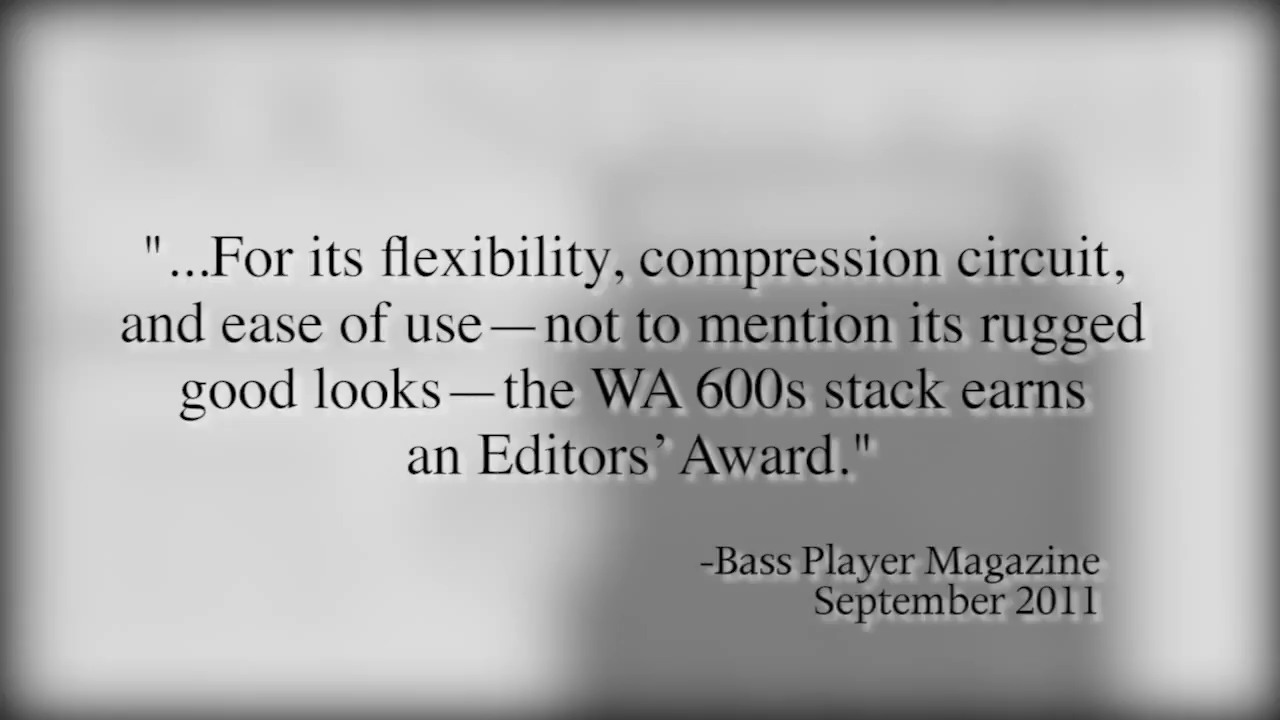 "...For its flexibility, compression circuit,
and ease of use—not to mention its rugged
good looks—the WA 600s stack earns
an Editors’ Award."
-Bass Player Magazine
September 2011